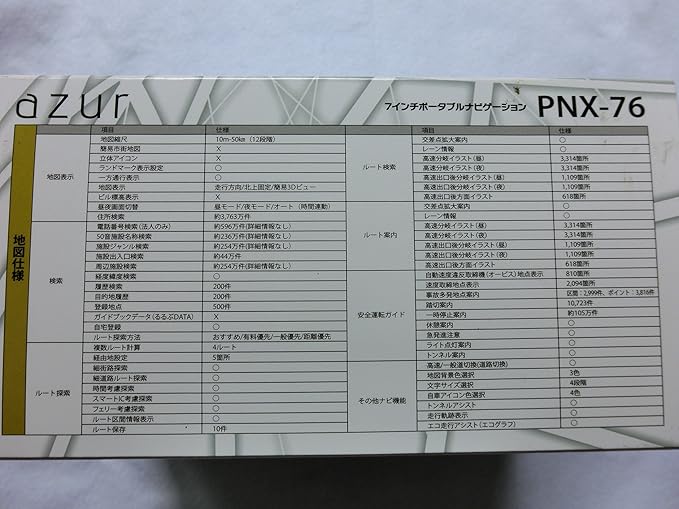 azur
7インチポータブルナビゲーション PNX-76
地図仕様
項目 仕様
地図表示
地図縮尺 10m-50km（12段階）
簡易市街地図 X
立体アイコン X
ランドマーク表示設定 ○
一方通行表示 ○
地図表示 走行方向/北上固定/簡易3Dビュー
ビル標高表示 X
昼夜画面切替 昼モード/夜モード/オート（時間連動）
検索
住所検索 約3,763万件
電話番号検索(法人のみ) 約596万件(詳細情報なし)
50音施設名称検索 約236万件(詳細情報なし)
施設ジャンル検索 約254万件(詳細情報なし)
施設出入口検索 約44万件
周辺施設検索 約254万件(詳細情報なし)
経度緯度検索 ○
履歴検索 200件
目的地履歴 200件
登録地点 500件
ガイドブックデータ(るるぶDATA) X
自宅登録 ○
ルート探索
ルート探索方法 おすすめ/有料優先/一般優先/距離優先
複数ルート計算 4ルート
経由地設定 5箇所
細街路探索 ○
細道路ルート探索 ○
時間考慮探索 ○
スマートIC考慮探索 ○
フェリー考慮探索 ○
ルート区間情報表示 ○
ルート保存 10件
項目 仕様
ルート検索
交差点拡大案内 ○
レーン情報 ○
高速分岐イラスト(昼) 3,314箇所
高速分岐イラスト(夜) 3,314箇所
高速出口後分岐イラスト(昼) 1,109箇所
高速出口後分岐イラスト(夜) 1,109箇所
高速出口後方面イラスト 618箇所
ルート案内
交差点拡大案内 ○
レーン情報 ○
高速分岐イラスト(昼) 3,314箇所
高速分岐イラスト(夜) 3,314箇所
高速出口後分岐イラスト(昼) 1,109箇所
高速出口後分岐イラスト(夜) 1,109箇所
高速出口後方面イラスト 618箇所
安全運転ガイド
自動速度違反取締機(オービス)地点表示 810箇所
速度取締地点表示 2,094箇所
事故多発地点案内 区間：2,999件、ポイント：3,816件
踏切案内 10,723件
一時停止案内 約105万件
休憩案内 ○
急発進注意 ○
ライト点灯案内 ○
トンネル案内 ○
その他ナビ機能
高速/一般道切換(道路切換) ○
地図背景色選択 3色
文字サイズ選択 4段階
自車アイコン色選択 4色
トンネルアシスト ○
走行軌跡表示 ○
エコ走行アシスト(エコグラフ) ○